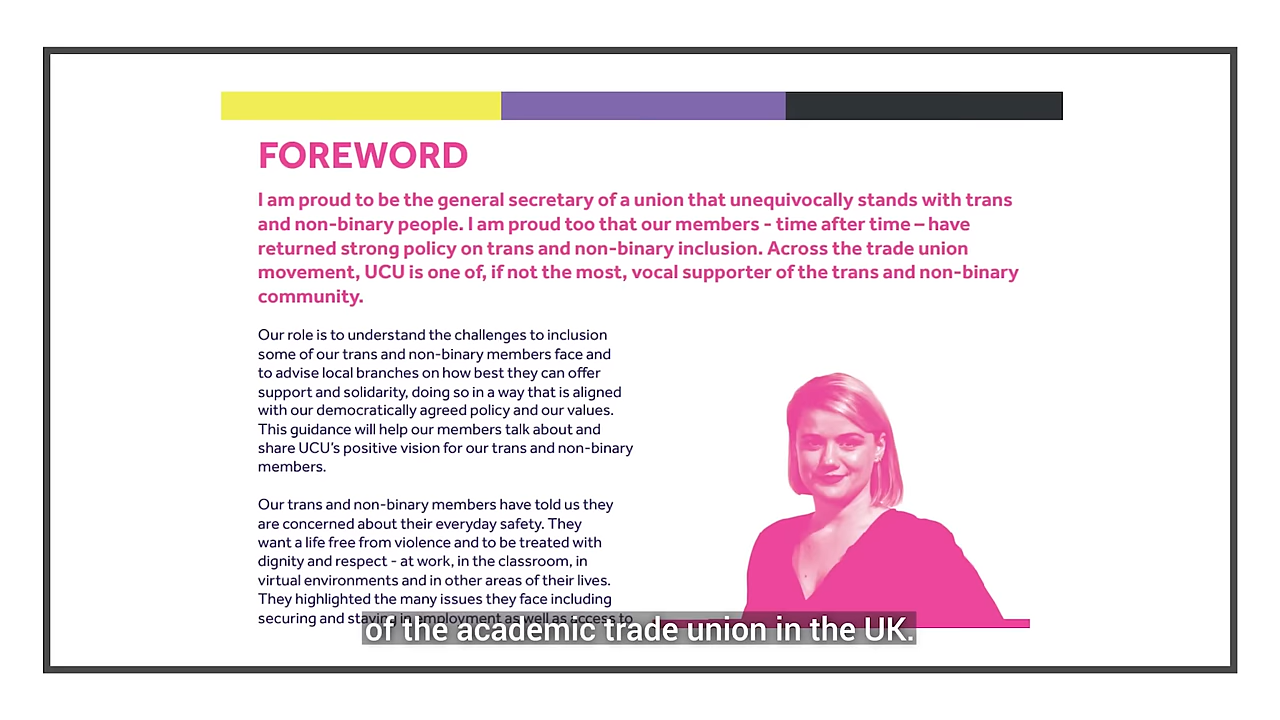 FOREWORD
I am proud to be the general secretary of a union that unequivocally stands with trans
and non-binary people. I am proud too that our members - time after time – have
returned strong policy on trans and non-binary inclusion. Across the trade union
movement, UCU is one of, if not the most, vocal supporter of the trans and non-binary
community.
Our role is to understand the challenges to inclusion
some of our trans and non-binary members face and
to advise local branches on how best they can offer
support and solidarity, doing so in a way that is aligned
with our democratically agreed policy and our values.
This guidance will help our members talk about and
share UCU's positive vision for our trans and non-binary
members.
Our trans and non-binary members have told us they
are concerned about their everyday safety. They
want a life free from violence and to be treated with
dignity and respect - at work, in the classroom, in
virtual environments and in other areas of their lives.
They highlighted the many issues they face including
securing and staying in employment as well as access to
of the academic trade union in the UK.